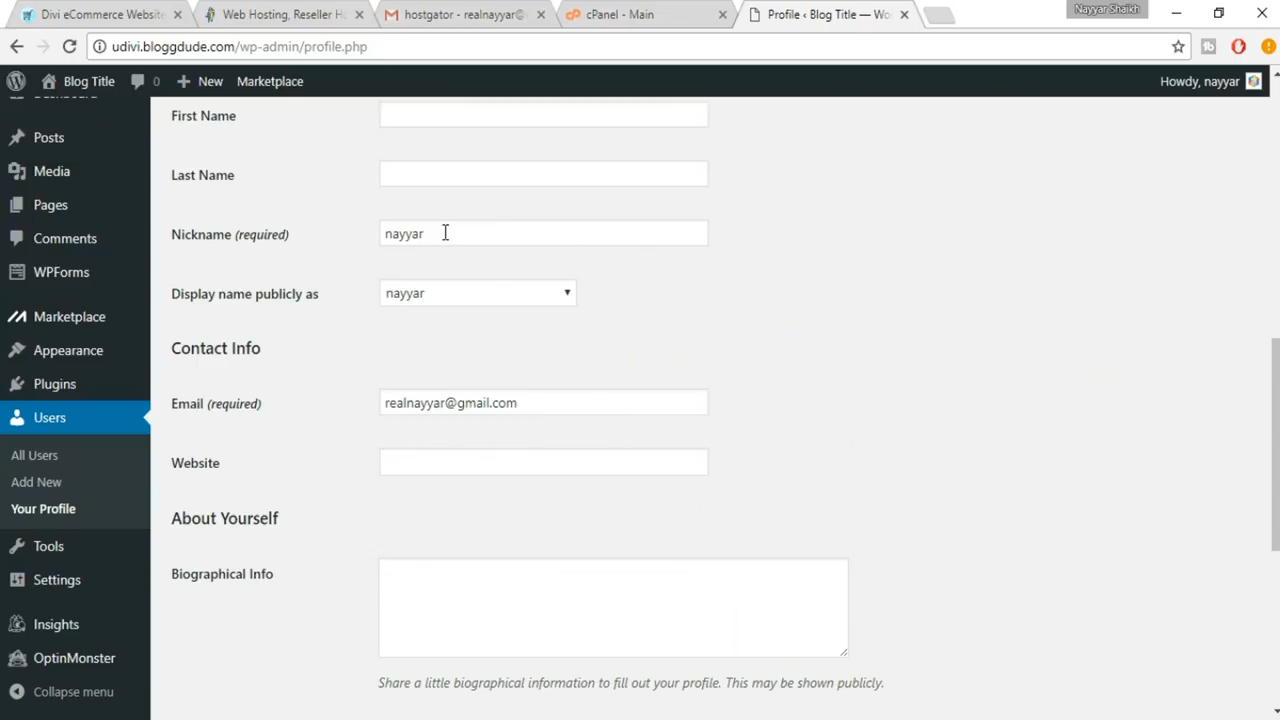 Divi eCommerce Website
Web Hosting, Reseller H
hostgator - realnayyar@
cPanel - Main
Profile ‹ Blog Title — Wo
Nayyar Shaikh
udivi.bloggdude.com/wp-admin/profile.php
Blog Title
0
New
Marketplace
Howdy, nayyar
Dashboard
Posts
Media
Pages
Comments
WPForms
Marketplace
Appearance
Plugins
Users
All Users
Add New
Your Profile
Tools
Settings
Insights
OptinMonster
Collapse menu
First Name
Last Name
Nickname (required)
nayyar
Display name publicly as
nayyar
Contact Info
Email (required)
realnayyar@gmail.com
Website
About Yourself
Biographical Info
Share a little biographical information to fill out your profile. This may be shown publicly.